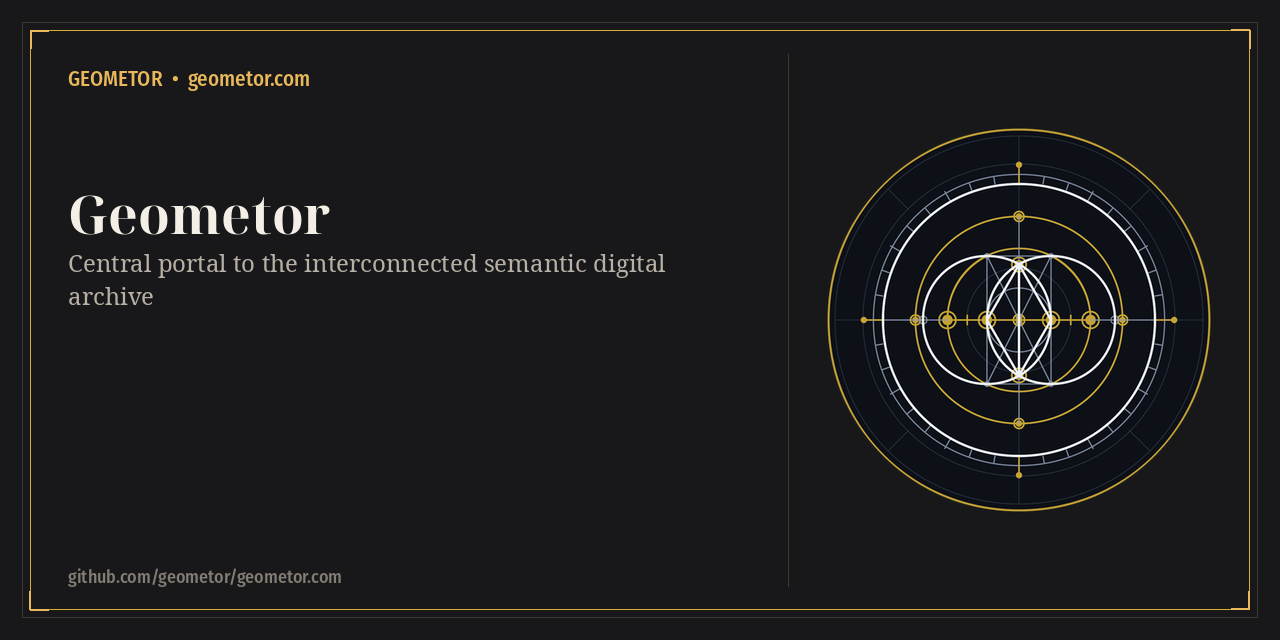 GEOMETOR • geometor.com
Geometor
Central portal to the interconnected semantic digital
archive
github.com/geometor/geometor.com